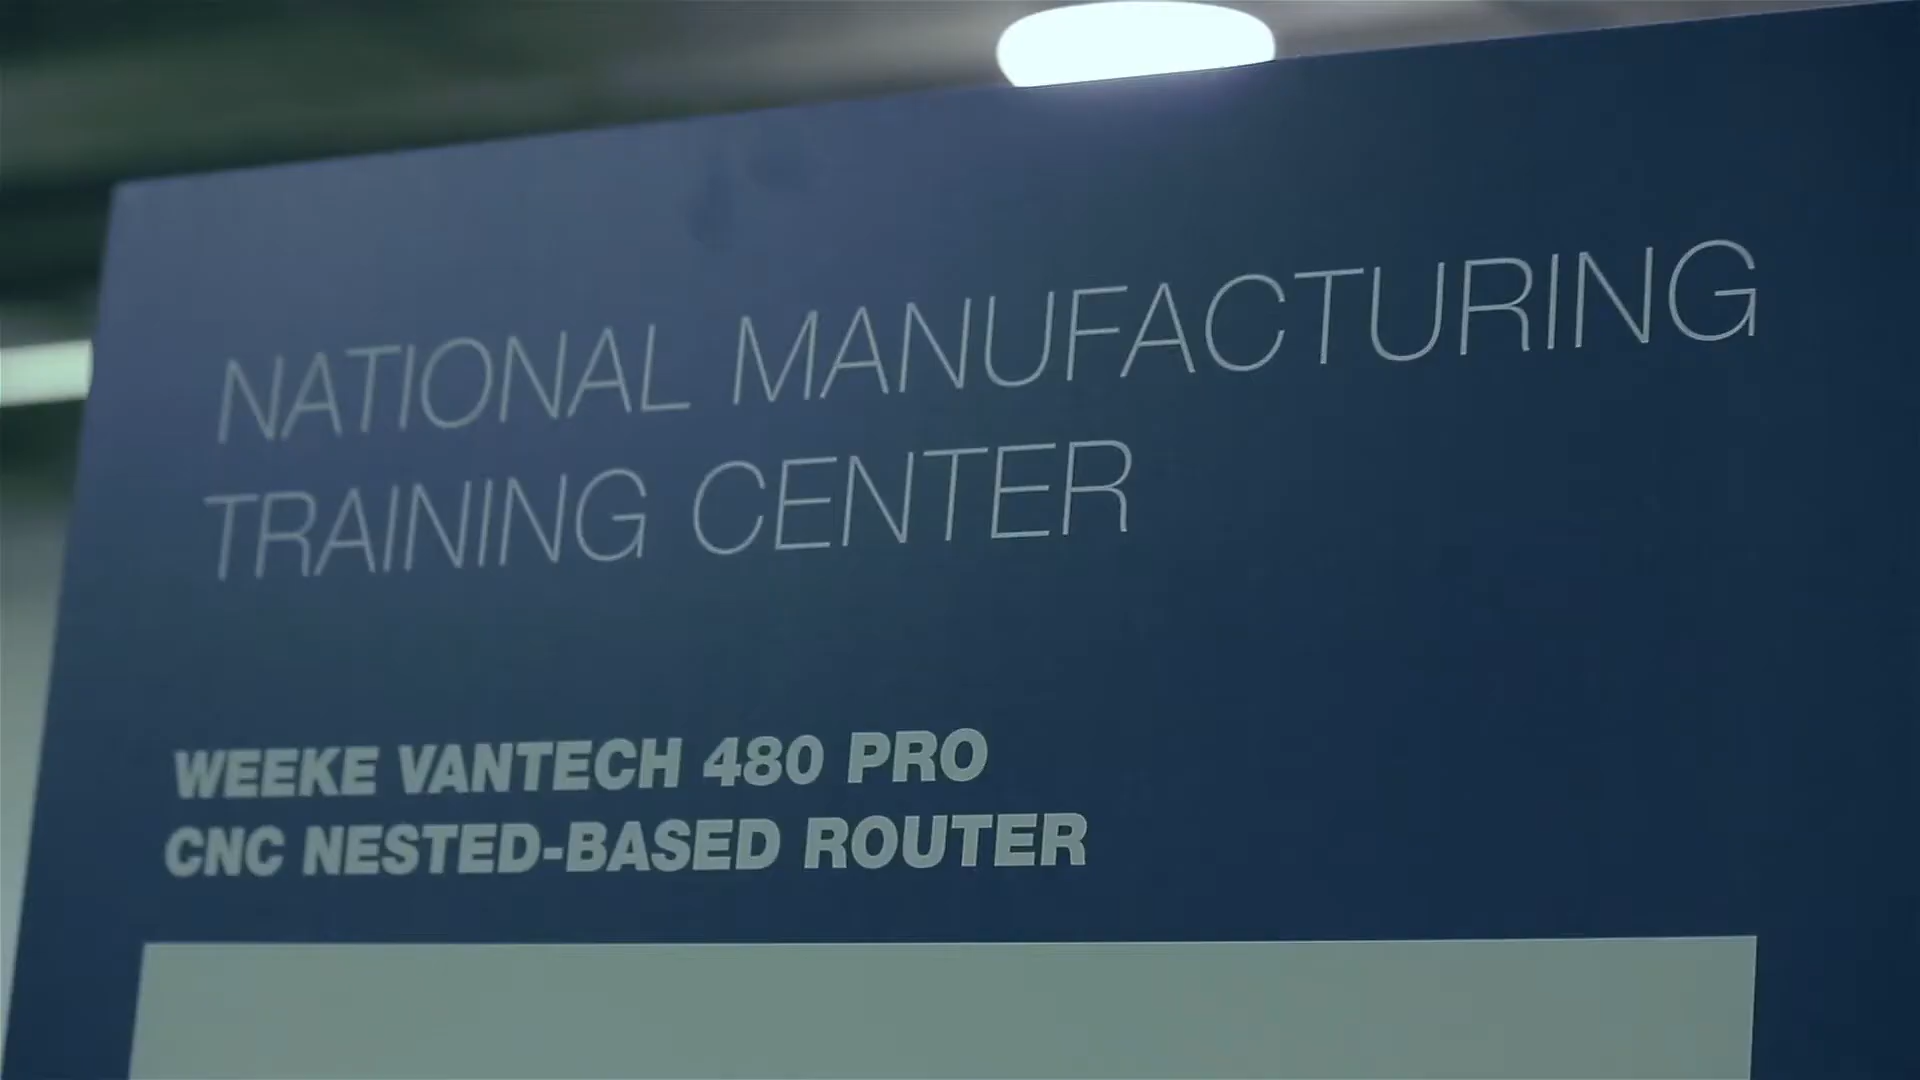 NATIONAL MANUFACTURING
TRAINING CENTER
WEEKE VANTECH 480 PRO
CNC NESTED-BASED ROUTER